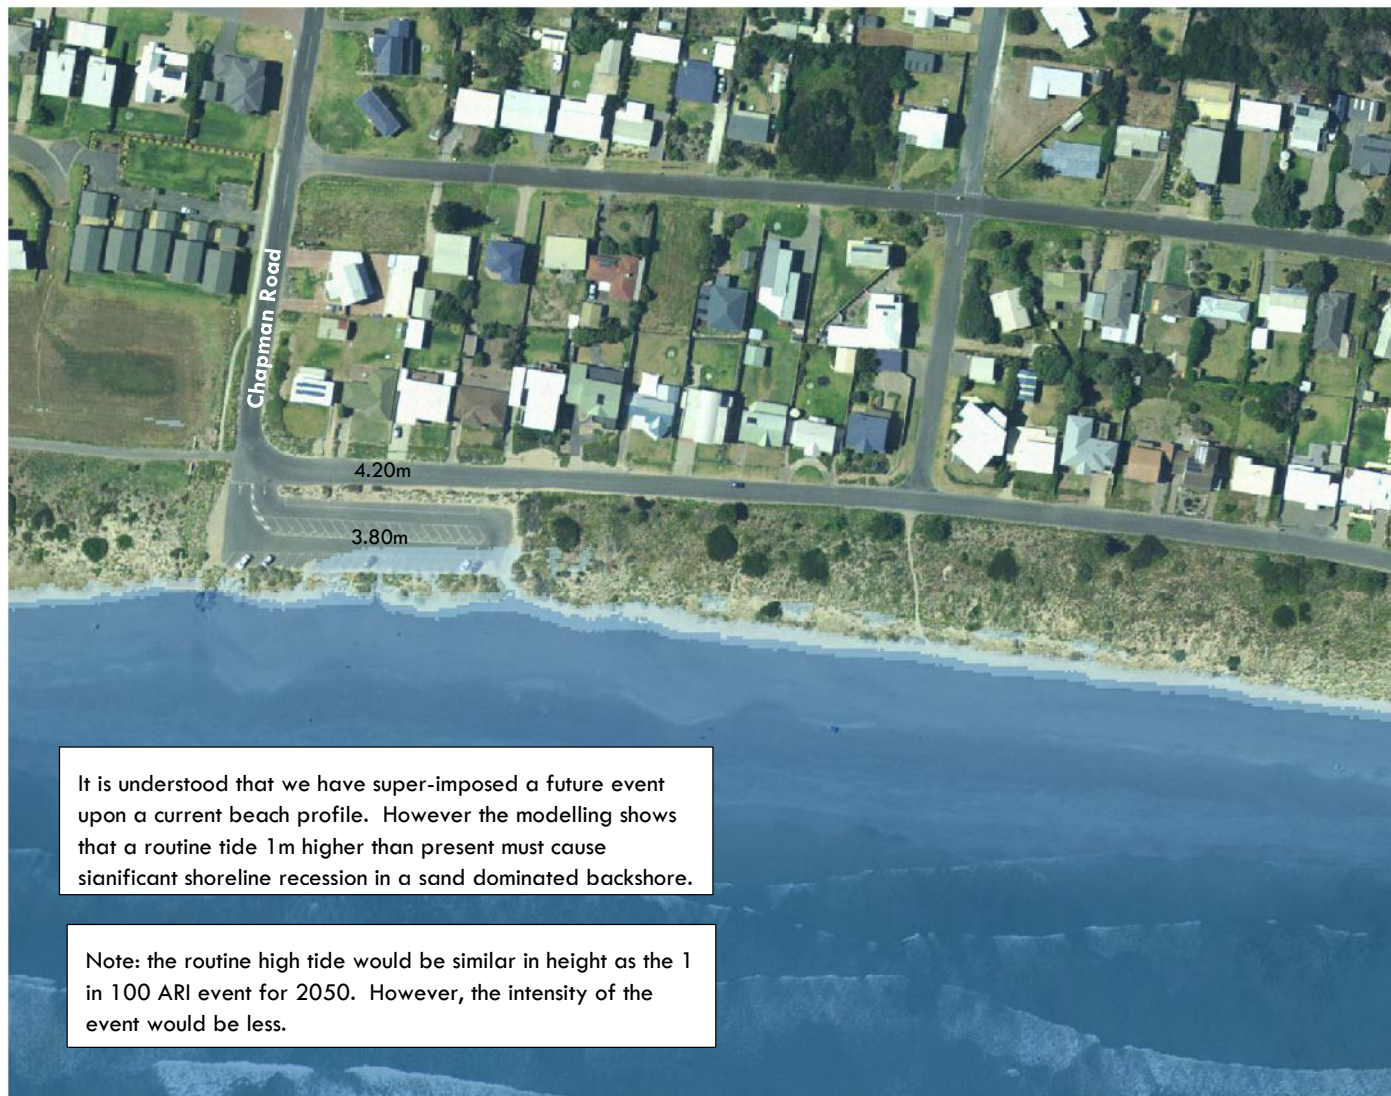 Chapman Road
4.20m
3.80m
It is understood that we have super-imposed a future event
upon a current beach profile.  However the modelling shows
that a routine tide 1m higher than present must cause
sianificant shoreline recession in a sand dominated backshore.
Note: the routine high tide would be similar in height as the 1
in 100 ARI event for 2050.  However, the intensity of the
event would be less.